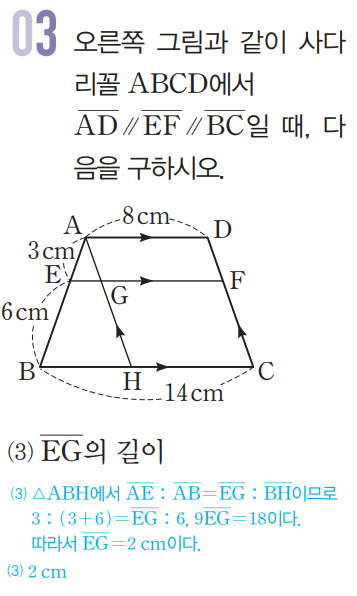 03 오른쪽 그림과 같이 사다
리꼴 ABCD에서
AD // EF // BC일 때, 다
음을 구하시오.
8cm
A
D
3cm
E
F
G
6cm
B
H
C
14cm
(3) EG의 길이
(3) △ABH에서 AE : AB=EG : BH이므로
3 : (3+6)=EG : 6, 9EG=18이다.
따라서 EG=2 cm이다.
(3) 2 cm